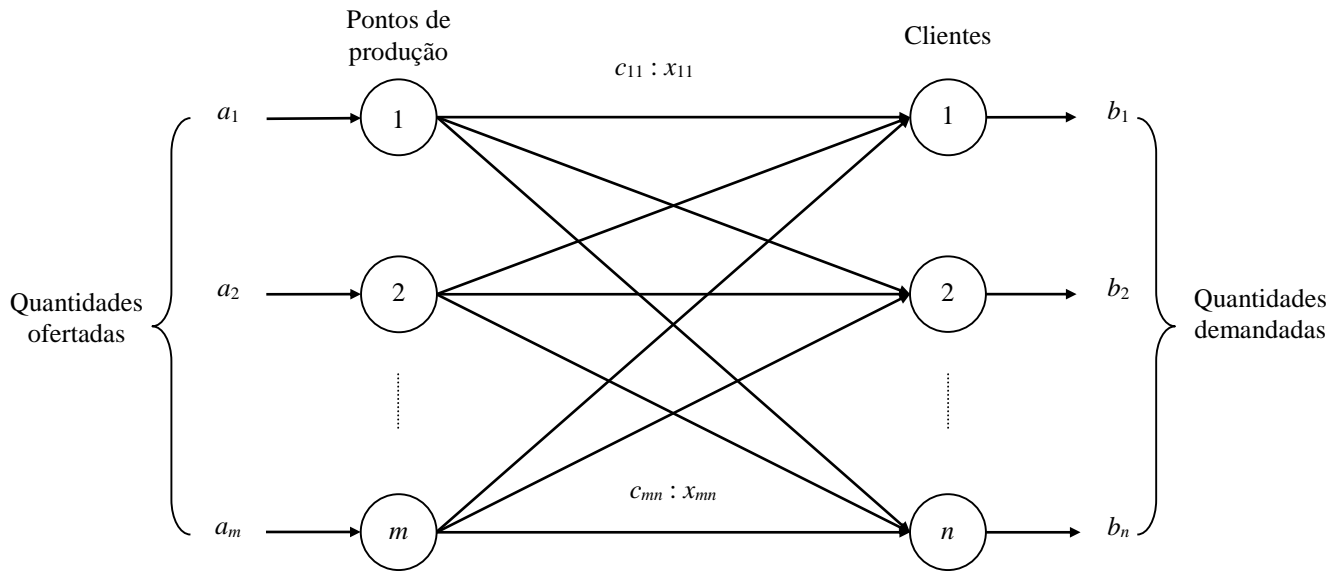 Pontos de
produção
Clientes
c11 : x11
a1
1
1
b1
a2
2
2
b2
Quantidades
ofertadas
Quantidades
demandadas
cmn : xmn
am
m
n
bn